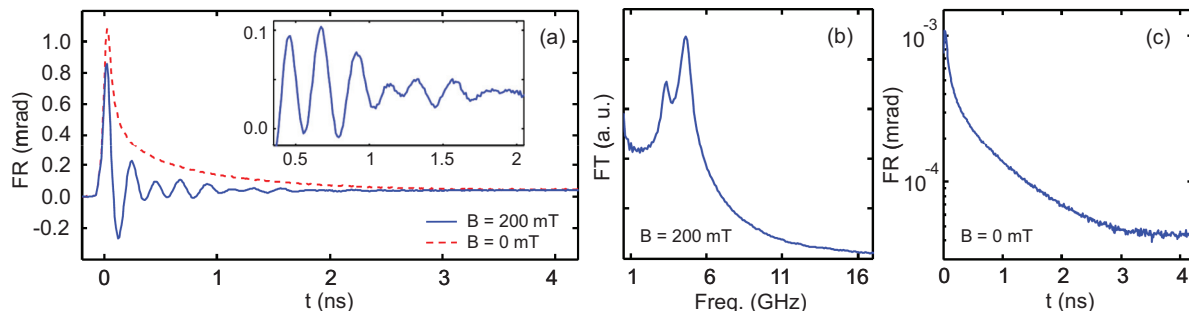 (a)
FR (mrad)
1.0
0.8
0.6
0.4
0.2
0.0
-0.2
0.1
0.0
0.5 1 1.5 2
B = 200 mT
B = 0 mT
0 1 2 3 4
t (ns)
(b)
FT (a. u.)
B = 200 mT
1 6 11 16
Freq. (GHz)
(c)
FR (mrad)
10-3
10-4
B = 0 mT
0 1 2 3 4
t (ns)